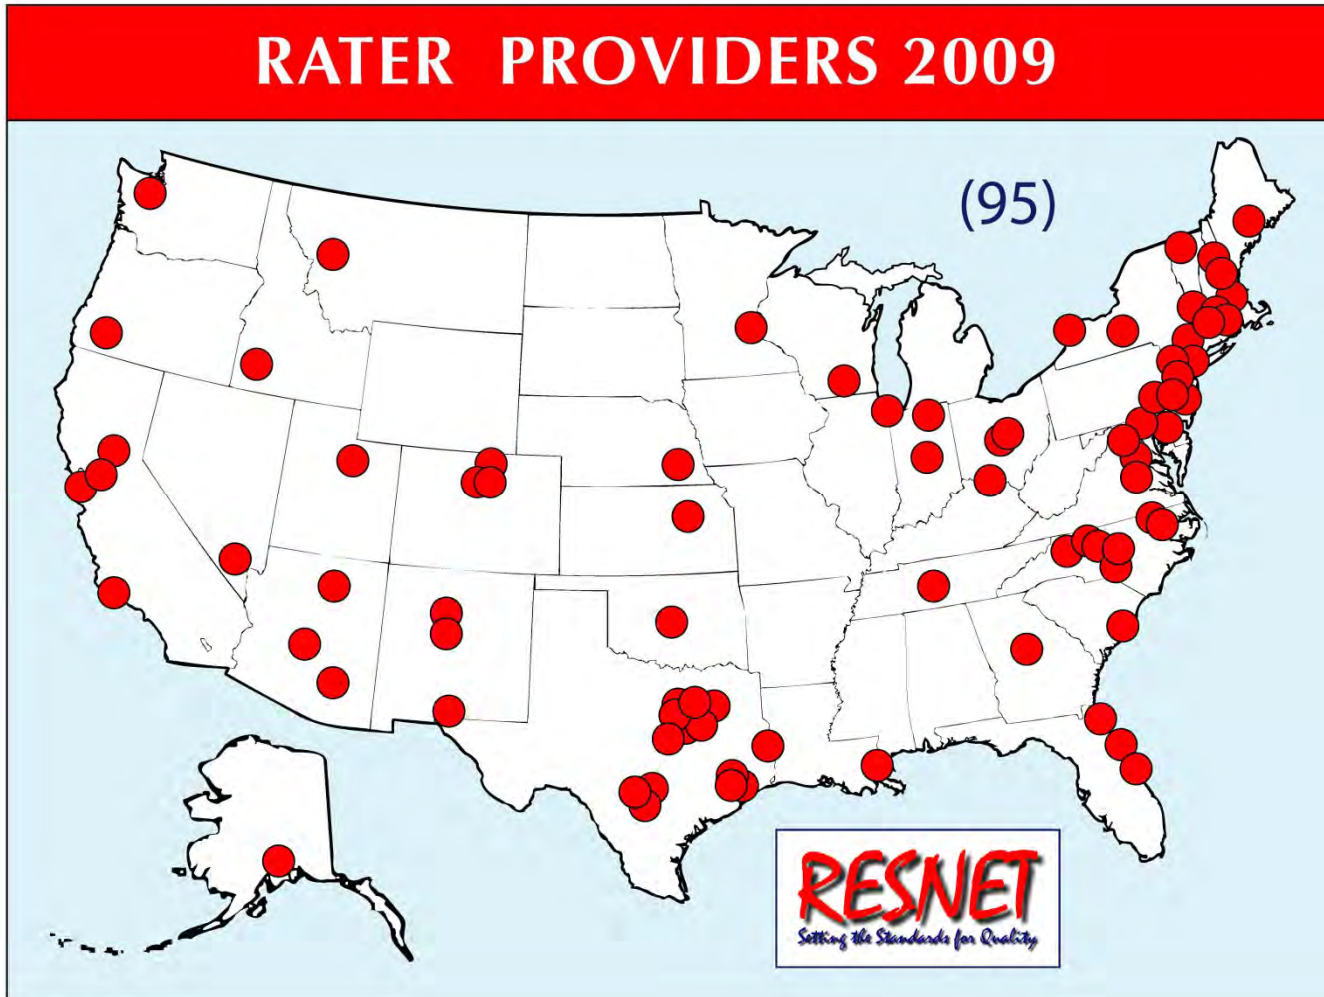 RATER PROVIDERS 2009
(95)
RESNET
Setting the Standards for Quality